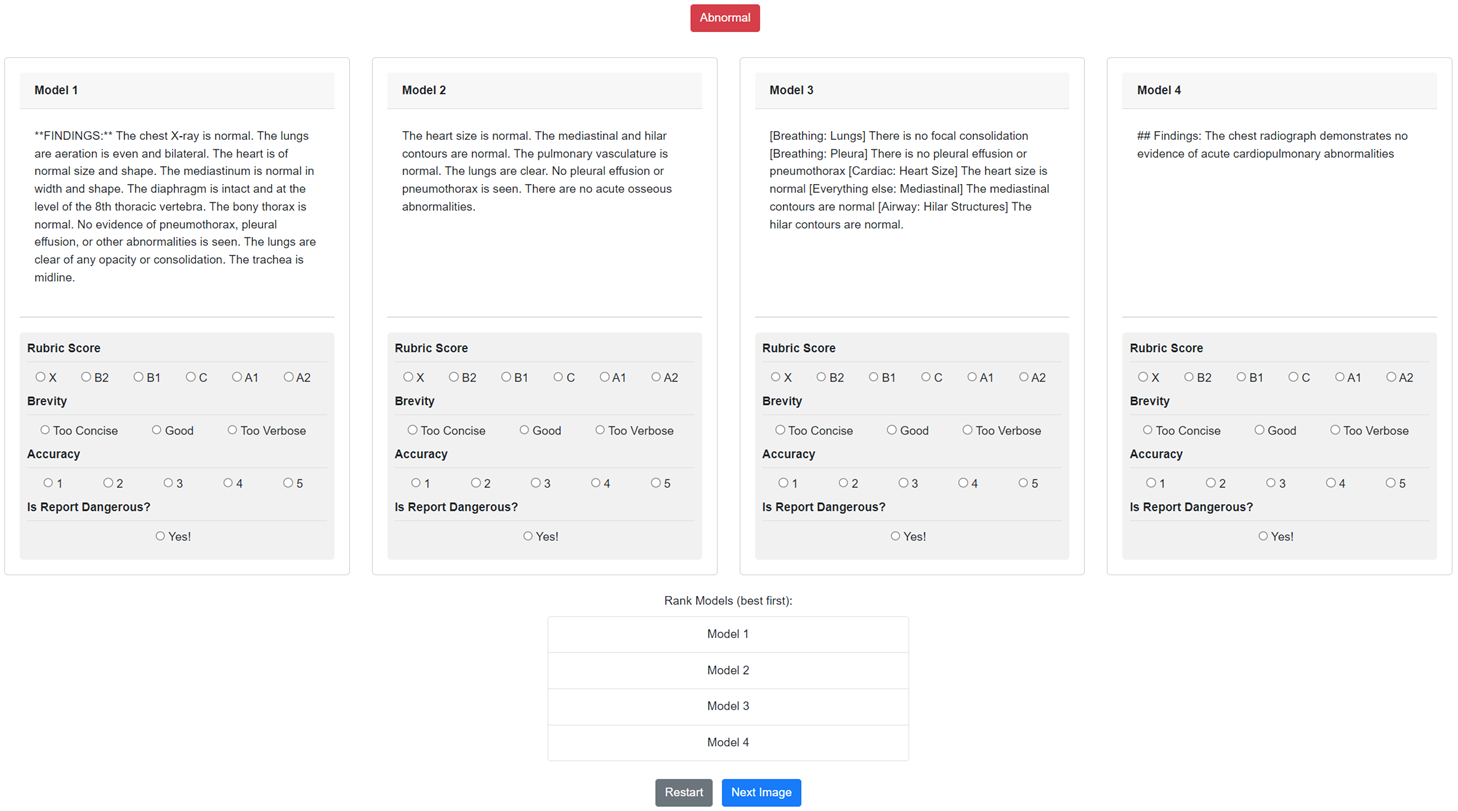 Abnormal
Model 1
**FINDINGS:** The chest X-ray is normal. The lungs
are aeration is even and bilateral. The heart is of
normal size and shape. The mediastinum is normal in
width and shape. The diaphragm is intact and at the
level of the 8th thoracic vertebra. The bony thorax is
normal. No evidence of pneumothorax, pleural
effusion, or other abnormalities is seen. The lungs are
clear of any opacity or consolidation. The trachea is
midline.
Rubric Score
X B2 B1 C A1 A2
Brevity
Too Concise Good Too Verbose
Accuracy
1 2 3 4 5
Is Report Dangerous?
Yes!
Model 2
The heart size is normal. The mediastinal and hilar
contours are normal. The pulmonary vasculature is
normal. The lungs are clear. No pleural effusion or
pneumothorax is seen. There are no acute osseous
abnormalities.
Rubric Score
X B2 B1 C A1 A2
Brevity
Too Concise Good Too Verbose
Accuracy
1 2 3 4 5
Is Report Dangerous?
Yes!
Model 3
[Breathing: Lungs] There is no focal consolidation
[Breathing: Pleura] There is no pleural effusion or
pneumothorax [Cardiac: Heart Size] The heart size is
normal [Everything else: Mediastinal] The mediastinal
contours are normal [Airway: Hilar Structures] The
hilar contours are normal.
Rubric Score
X B2 B1 C A1 A2
Brevity
Too Concise Good Too Verbose
Accuracy
1 2 3 4 5
Is Report Dangerous?
Yes!
Model 4
## Findings: The chest radiograph demonstrates no
evidence of acute cardiopulmonary abnormalities
Rubric Score
X B2 B1 C A1 A2
Brevity
Too Concise Good Too Verbose
Accuracy
1 2 3 4 5
Is Report Dangerous?
Yes!
Rank Models (best first):
Model 1
Model 2
Model 3
Model 4
Restart Next Image